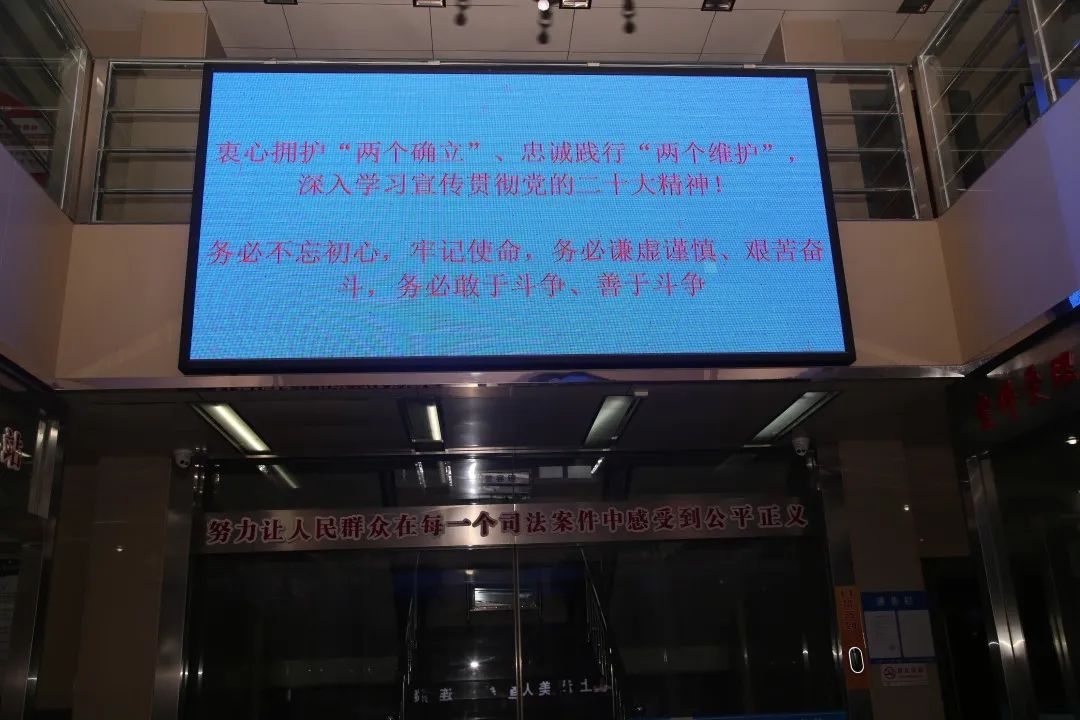 衷心拥护“两个确立”、忠诚践行“两个维护”，
深入学习宣传贯彻党的二十大精神！
务必不忘初心，牢记使命，务必谦虚谨慎、艰苦奋
斗，务必敢于斗争、善于斗争
站
努力让人民群众在每一个司法案件中感受到公平正义